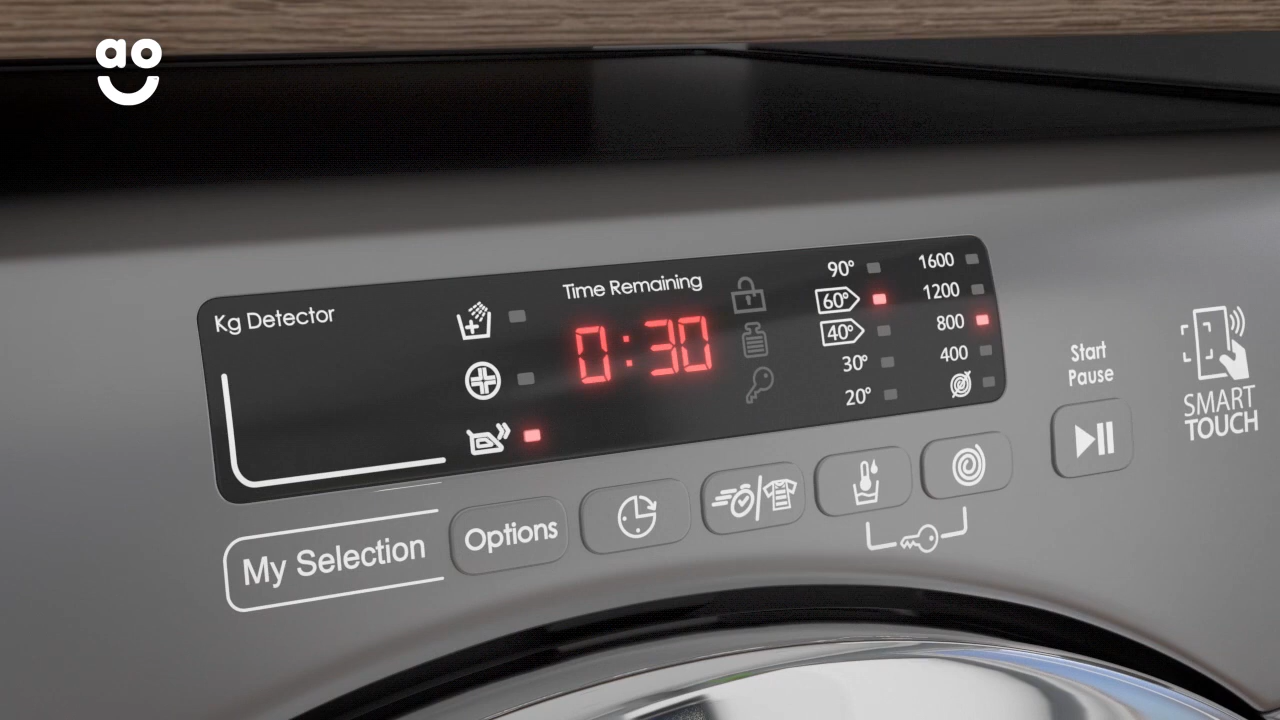 ao
Kg Detector
Time Remaining
0:30
90°
60°
40°
30°
20°
1600
1200
800
400
Start
Pause
SMART
TOUCH
My Selection
Options